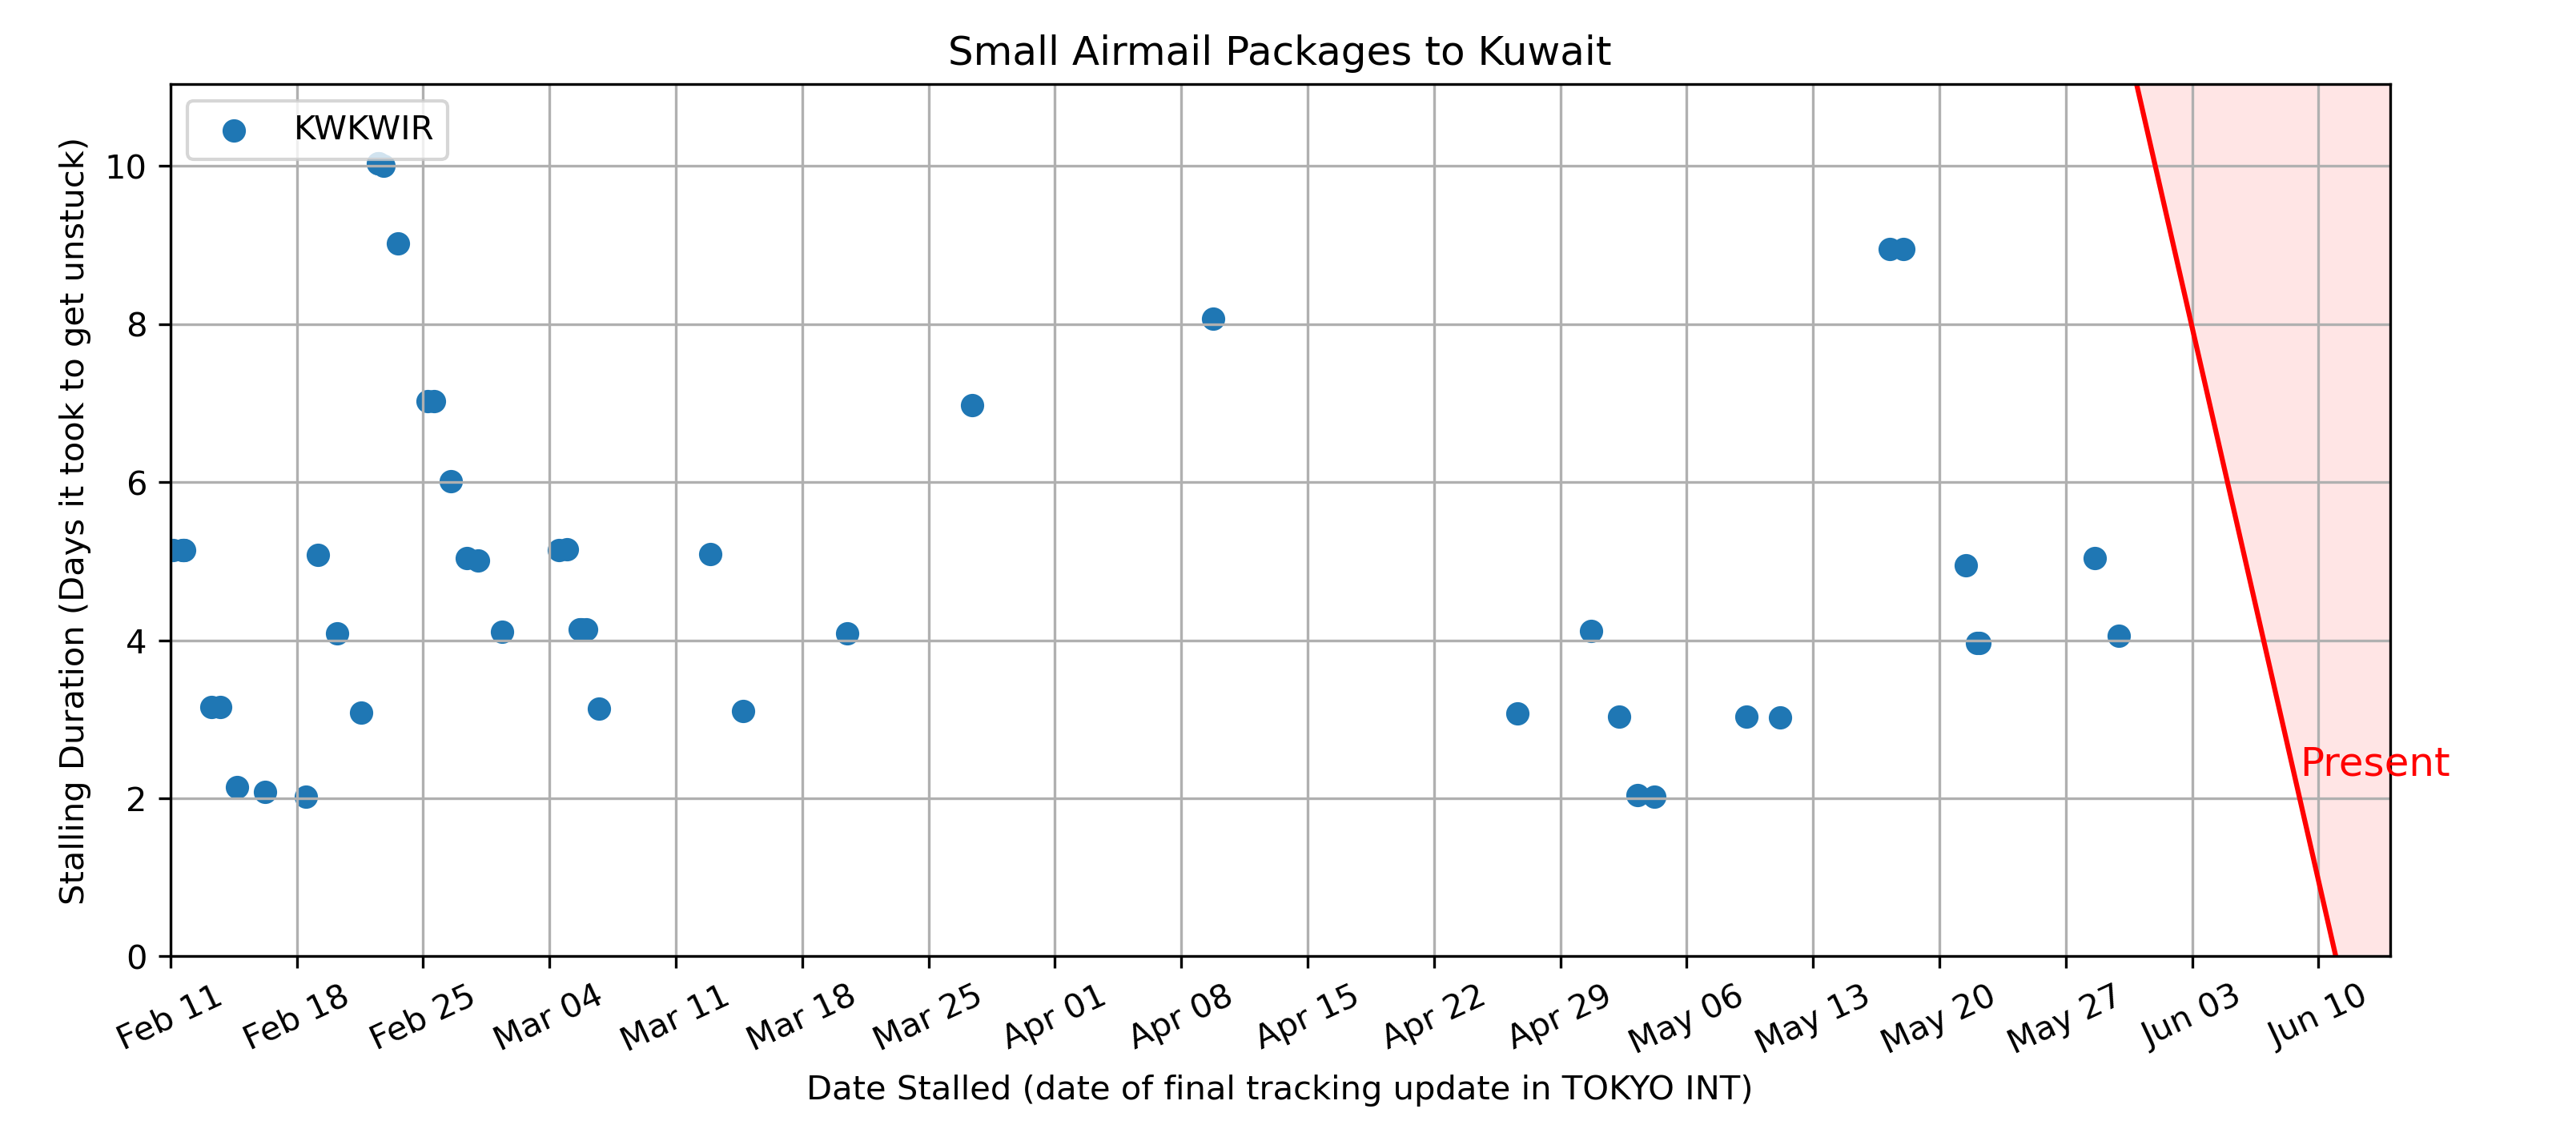 Small Airmail Packages to Kuwait
KWKWIR
Stalling Duration (Days it took to get unstuck)
10
8
6
4
2
0
Present
Feb 11
Feb 18
Feb 25
Mar 04
Mar 11
Mar 18
Mar 25
Apr 01
Apr 08
Apr 15
Apr 22
Apr 29
May 06
May 13
May 20
May 27
Jun 03
Jun 10
Date Stalled (date of final tracking update in TOKYO INT)